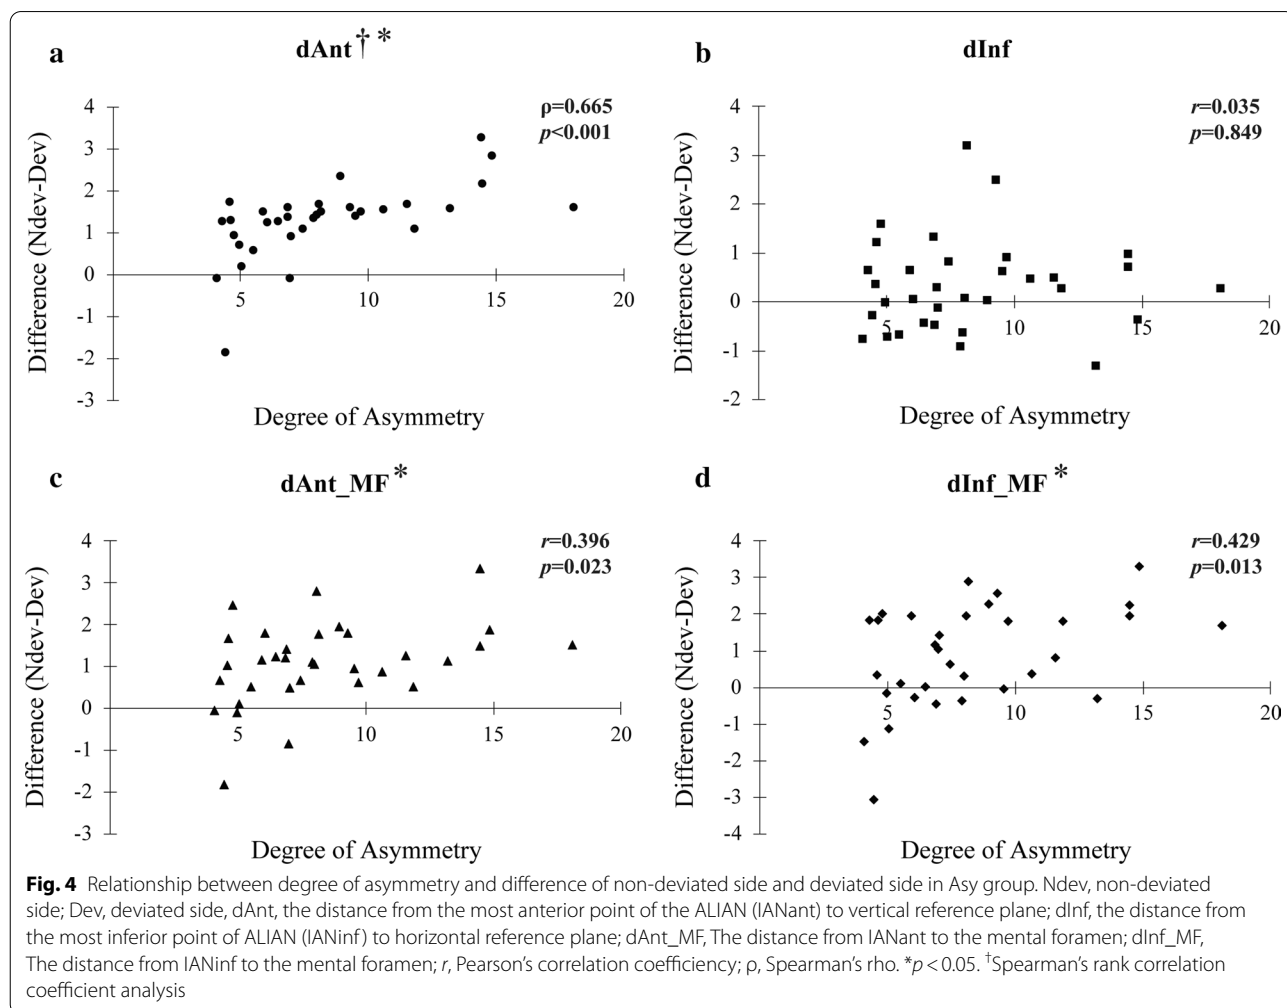 a
dAnt† *
ρ=0.665
p<0.001
Difference (Ndev-Dev)
4
3
2
1
0
-1
-2
-3
5
10
15
20
Degree of Asymmetry
b
dInf
r=0.035
p=0.849
Difference (Ndev-Dev)
4
3
2
1
0
-1
-2
5
10
15
20
Degree of Asymmetry
c
dAnt_MF*
r=0.396
p=0.023
Difference (Ndev-Dev)
4
3
2
1
0
-1
-2
-3
5
10
15
20
Degree of Asymmetry
d
dInf_MF*
r=0.429
p=0.013
Difference (Ndev-Dev)
4
3
2
1
0
-1
-2
-3
-4
5
10
15
20
Degree of Asymmetry
Fig. 4 Relationship between degree of asymmetry and difference of non-deviated side and deviated side in Asy group. Ndev, non-deviated
side; Dev, deviated side, dAnt, the distance from the most anterior point of the ALIAN (IANant) to vertical reference plane; dInf, the distance from
the most inferior point of ALIAN (IANinf) to horizontal reference plane; dAnt_MF, The distance from IANant to the mental foramen; dInf_MF,
The distance from IANinf to the mental foramen; r, Pearson's correlation coefficiency; ρ, Spearman's rho. *p < 0.05. †Spearman's rank correlation
coefficient analysis